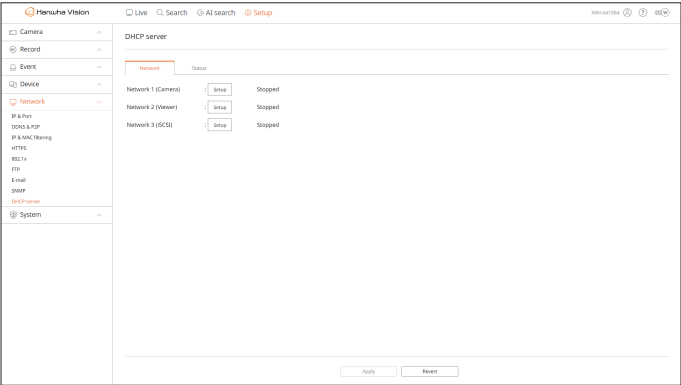 Hanwha Vision
Live Search AI search Setup
Camera
Record
Event
Device
Network
IP & Port
DDNS & P2P
IP & MAC filtering
HTTPS
802.1x
FTP
E-mail
SNMP
DHCP server
System
DHCP server
Network Status
Network 1 (Camera) : Setup Stopped
Network 2 (Viewer) : Setup Stopped
Network 3 (iSCSI) : Setup Stopped
Apply Revert